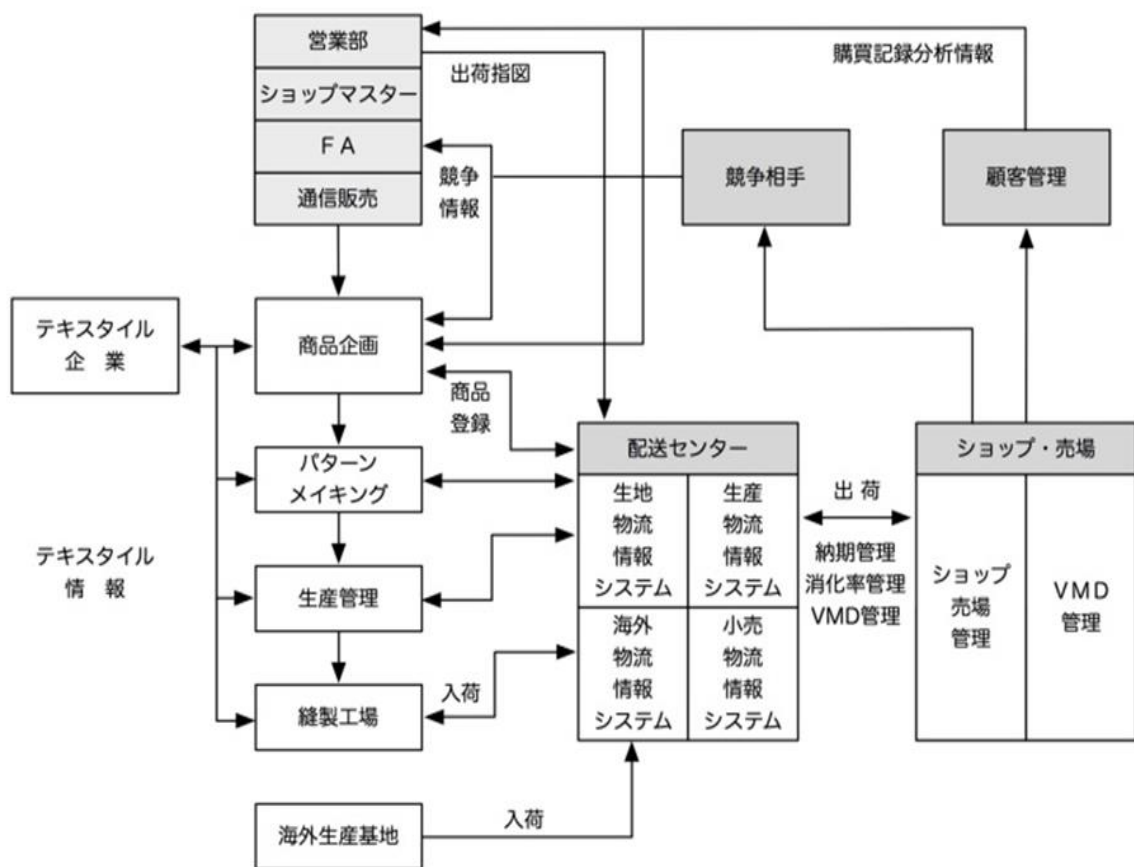 営業部
ショップマスター
ＦＡ
通信販売
出荷指図
購買記録分析情報
競争
情報
競争相手
顧客管理
テキスタイル
企 業
商品企画
商品
登録
パターン
メイキング
テキスタイル
情 報
生産管理
縫製工場
入荷
海外生産基地
入荷
配送センター
生地
物流
情報
システム
生産
物流
情報
システム
海外
物流
情報
システム
小売
物流
情報
システム
出 荷
納期管理
消化率管理
VMD管理
ショップ・売場
ショップ
売場
管理
ＶＭＤ
管理